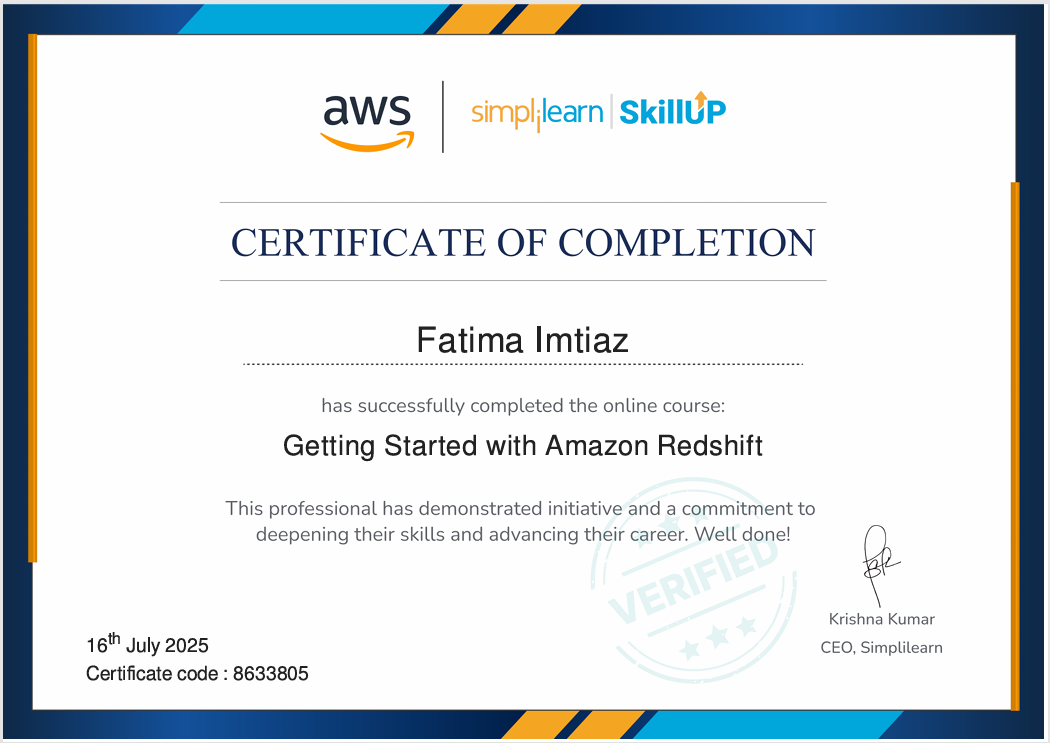 aws
simplilearn | SkillUP
CERTIFICATE OF COMPLETION
Fatima Imtiaz
has successfully completed the online course:
Getting Started with Amazon Redshift
This professional has demonstrated initiative and a commitment to
deepening their skills and advancing their career. Well done!
VERIFIED
Krishna Kumar
CEO, Simplilearn
16th July 2025
Certificate code : 8633805